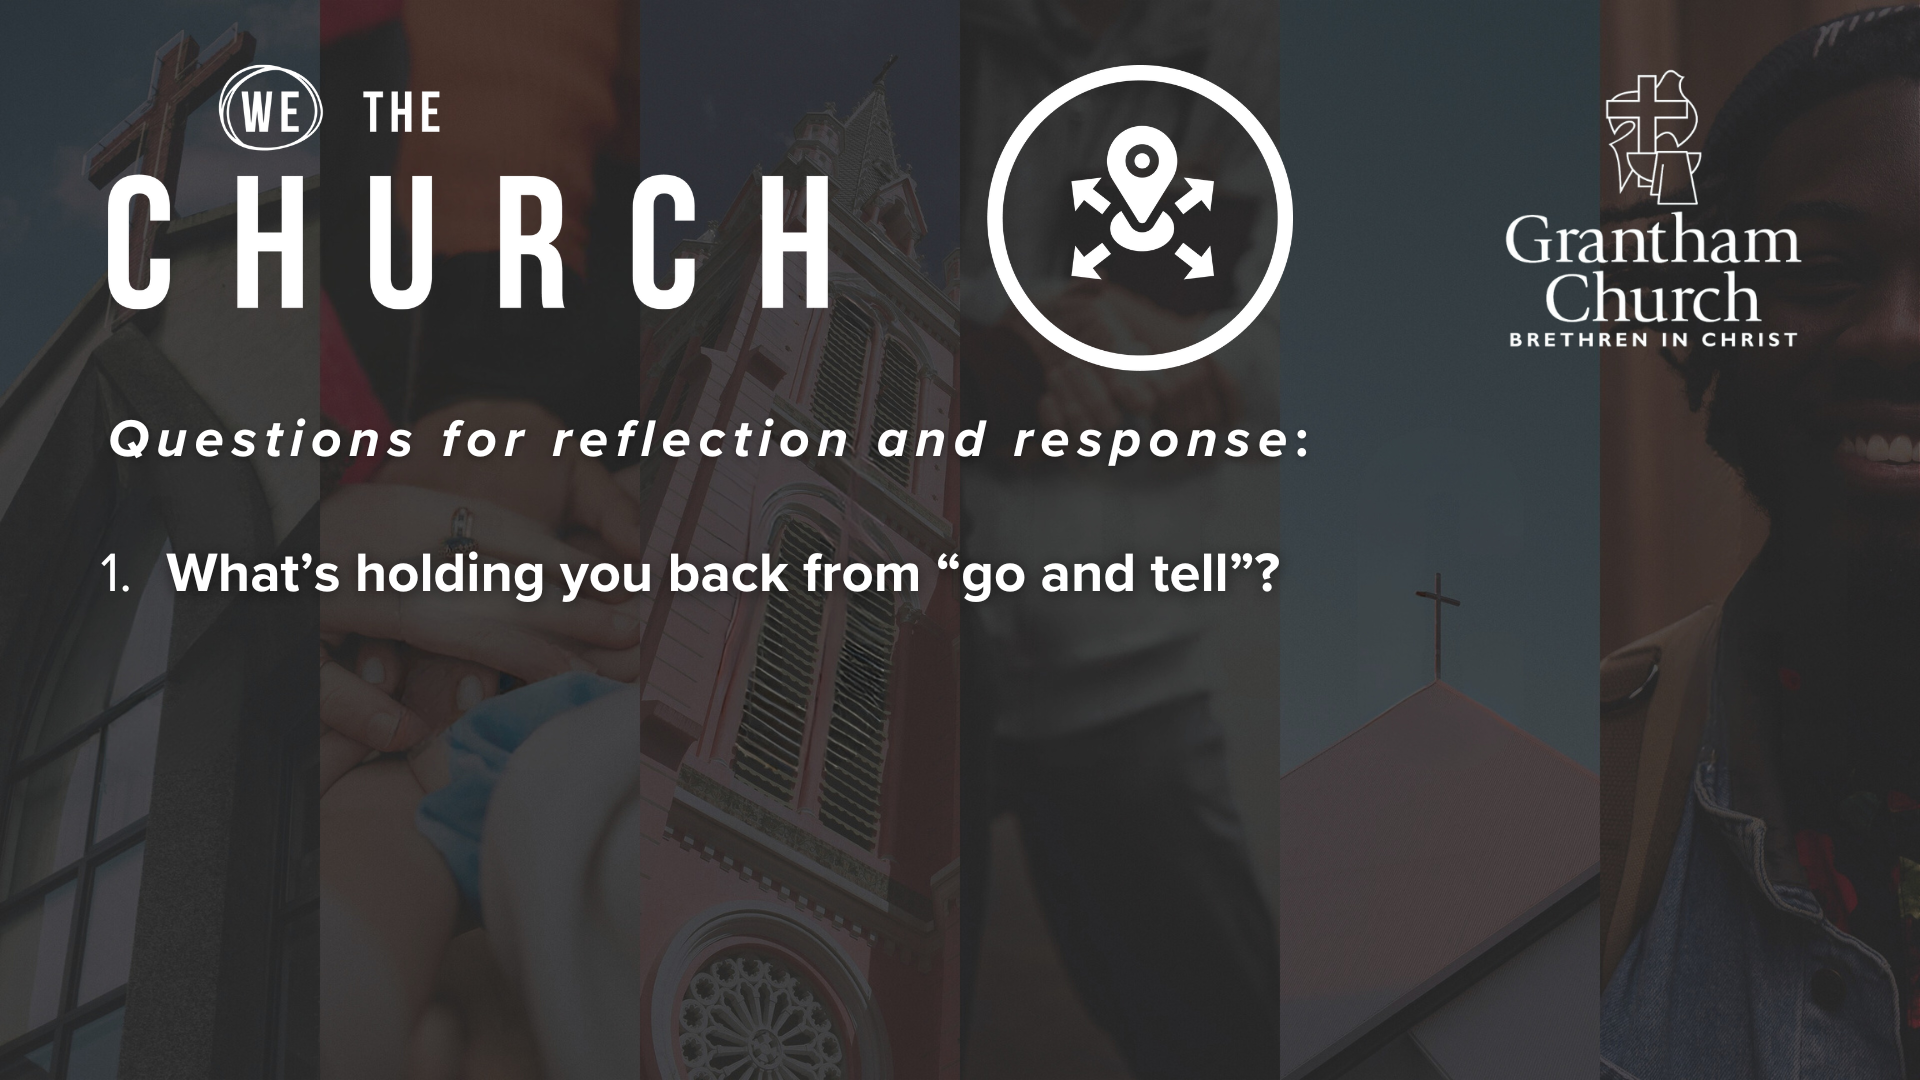 WE THE
CHURCH
Grantham
Church
BRETHREN IN CHRIST
Questions for reflection and response:
1. What’s holding you back from “go and tell”?